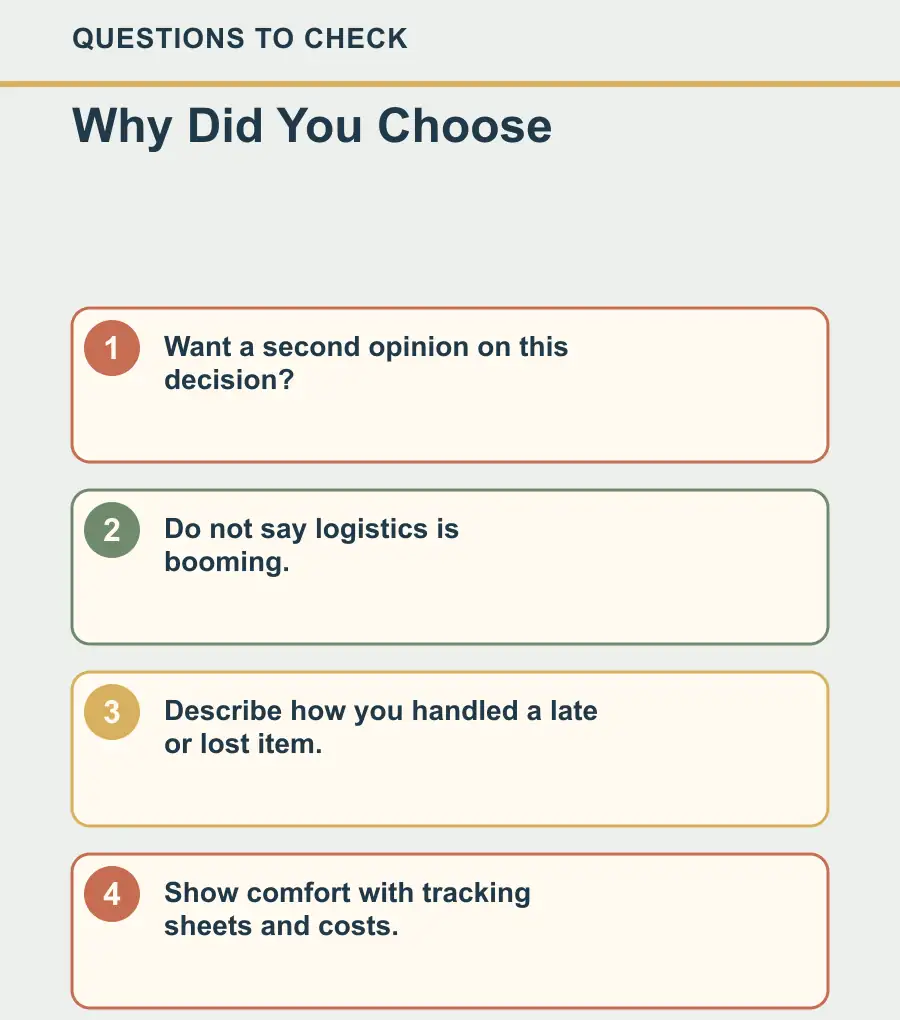 QUESTIONS TO CHECK
Why Did You Choose
1
Want a second opinion on this
decision?
2
Do not say logistics is
booming.
3
Describe how you handled a late
or lost item.
4
Show comfort with tracking
sheets and costs.